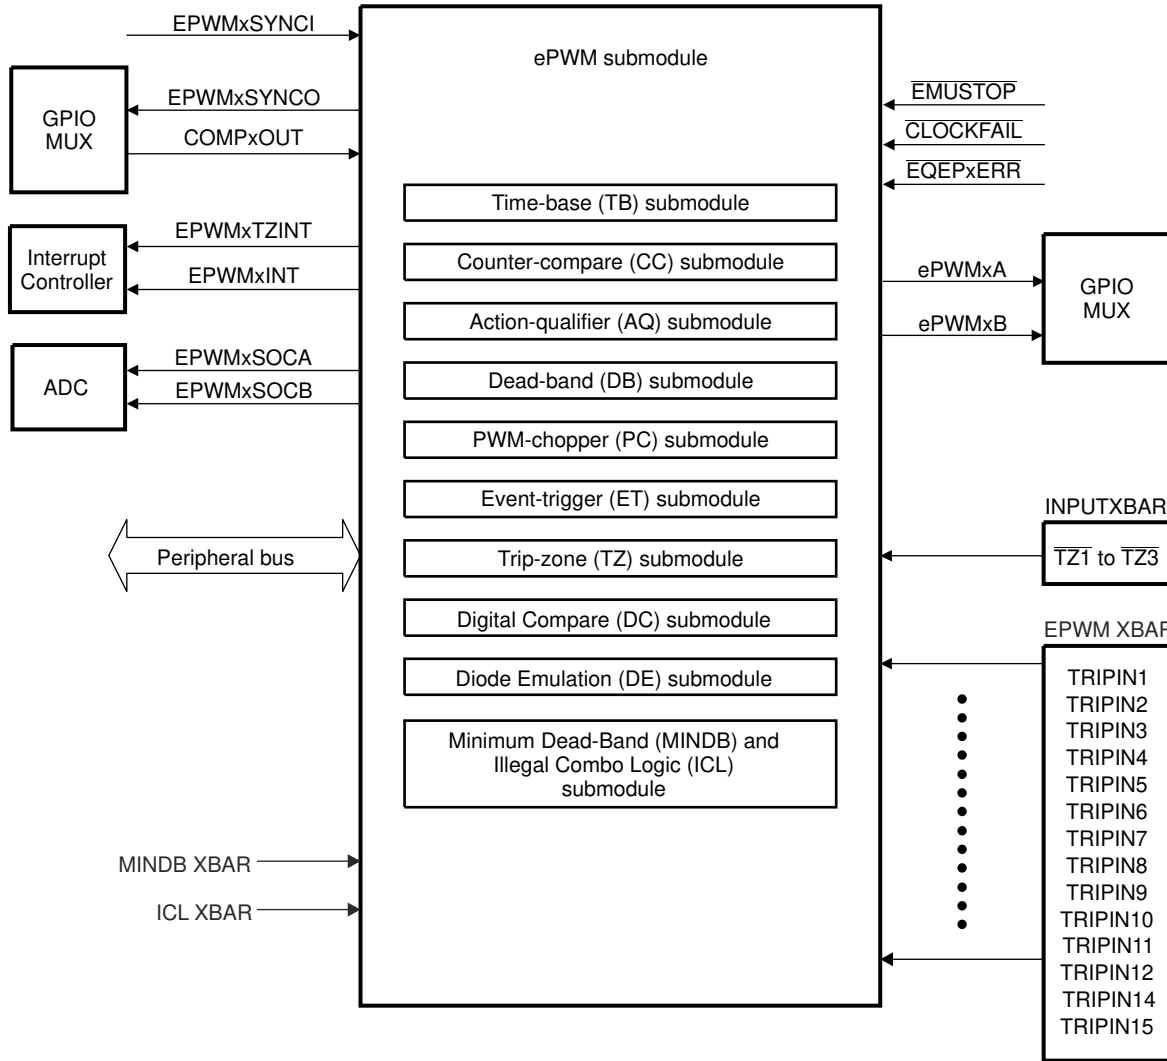 EPWMxSYNCI
GPIO
MUX
EPWMxSYNCO
COMPxOUT
Interrupt
Controller
EPWMxTZINT
EPWMxINT
ADC
EPWMxSOCA
EPWMxSOCB
Peripheral bus
MINDB XBAR
ICL XBAR
ePWM submodule
Time-base (TB) submodule
Counter-compare (CC) submodule
Action-qualifier (AQ) submodule
Dead-band (DB) submodule
PWM-chopper (PC) submodule
Event-trigger (ET) submodule
Trip-zone (TZ) submodule
Digital Compare (DC) submodule
Diode Emulation (DE) submodule
Minimum Dead-Band (MINDB) and
Illegal Combo Logic (ICL)
submodule
EMUSTOP
CLOCKFAIL
EQEPxERR
ePWMxA
ePWMxB
GPIO
MUX
INPUTXBAR
TZ1 to TZ3
EPWM XBAR
TRIPIN1
TRIPIN2
TRIPIN3
TRIPIN4
TRIPIN5
TRIPIN6
TRIPIN7
TRIPIN8
TRIPIN9
TRIPIN10
TRIPIN11
TRIPIN12
TRIPIN14
TRIPIN15